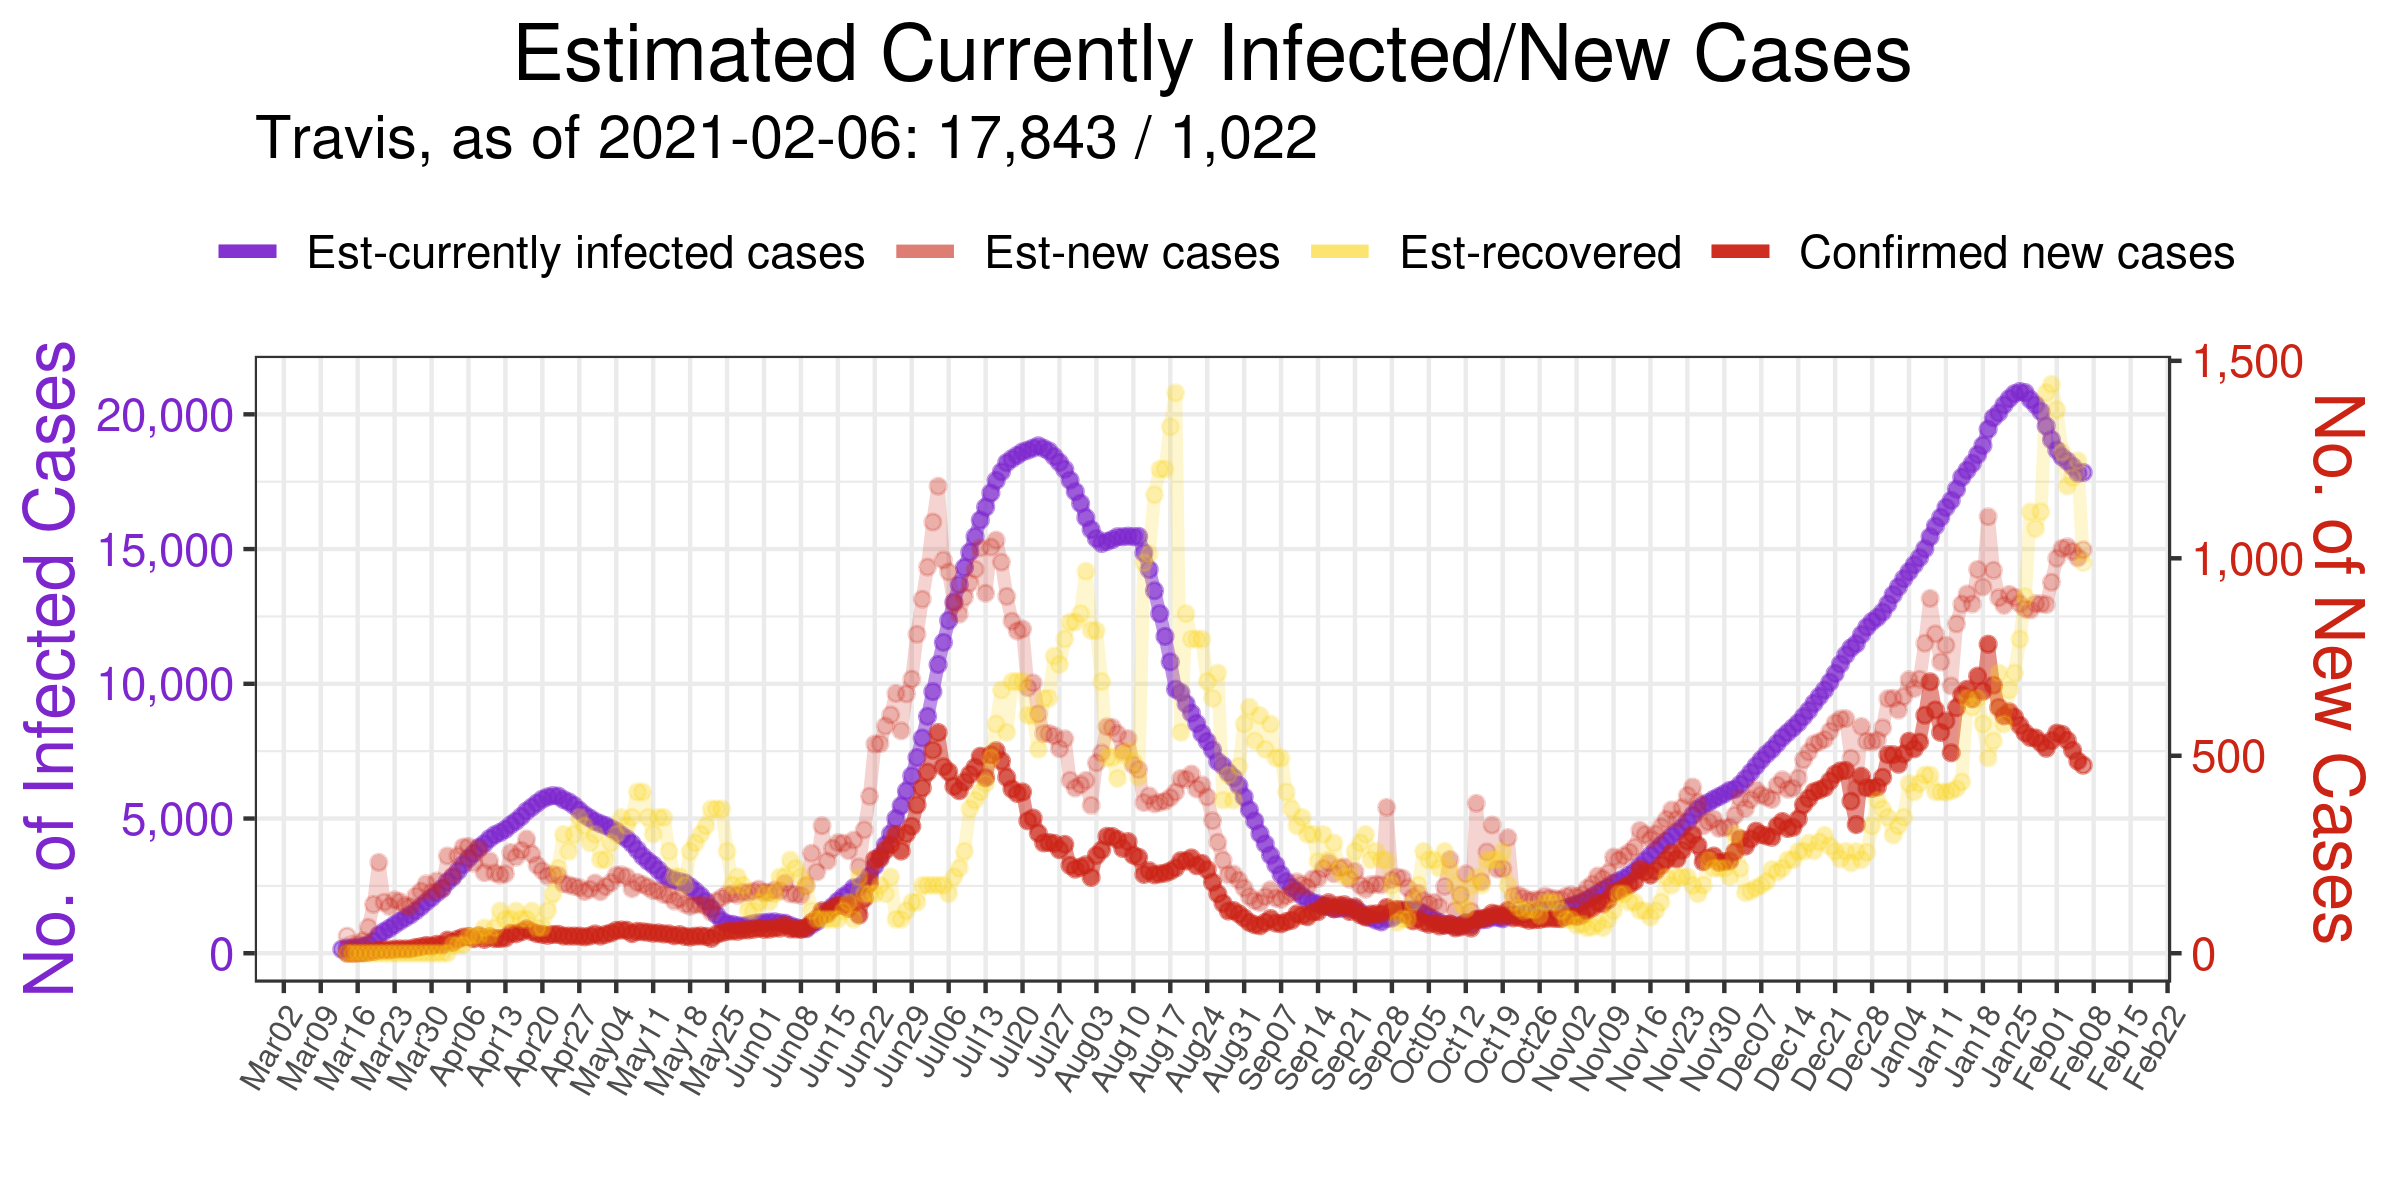 Estimated Currently Infected/New Cases
Travis, as of 2021-02-06: 17,843 / 1,022
Est-currently infected cases
Est-new cases
Est-recovered
Confirmed new cases
No. of Infected Cases
20,000
15,000
10,000
5,000
0
1,500
1,000
500
0
No. of New Cases
Mar02
Mar09
Mar16
Mar23
Mar30
Apr06
Apr13
Apr20
Apr27
May04
May11
May18
May25
Jun01
Jun08
Jun15
Jun22
Jun29
Jul06
Jul13
Jul20
Jul27
Aug03
Aug10
Aug17
Aug24
Aug31
Sep07
Sep14
Sep21
Sep28
Oct05
Oct12
Oct19
Oct26
Nov02
Nov09
Nov16
Nov23
Nov30
Dec07
Dec14
Dec21
Dec28
Jan04
Jan11
Jan18
Jan25
Feb01
Feb08
Feb15
Feb22